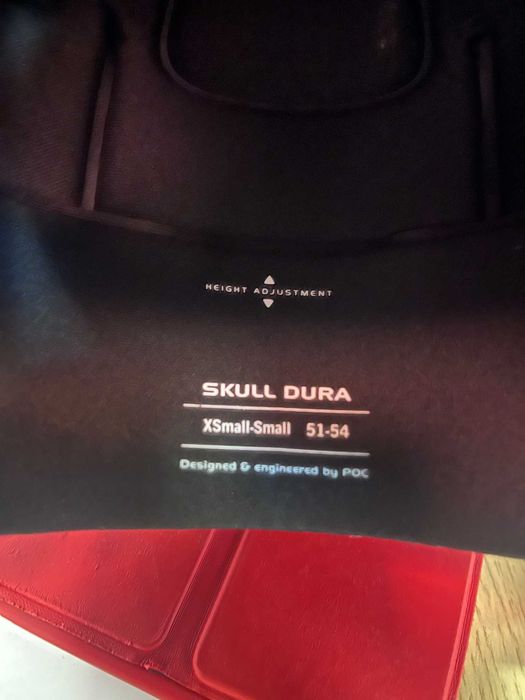 HEIGHT ADJUSTMENT
SKULL DURA
XSmall-Small 51-54
Designed & engineered by POC